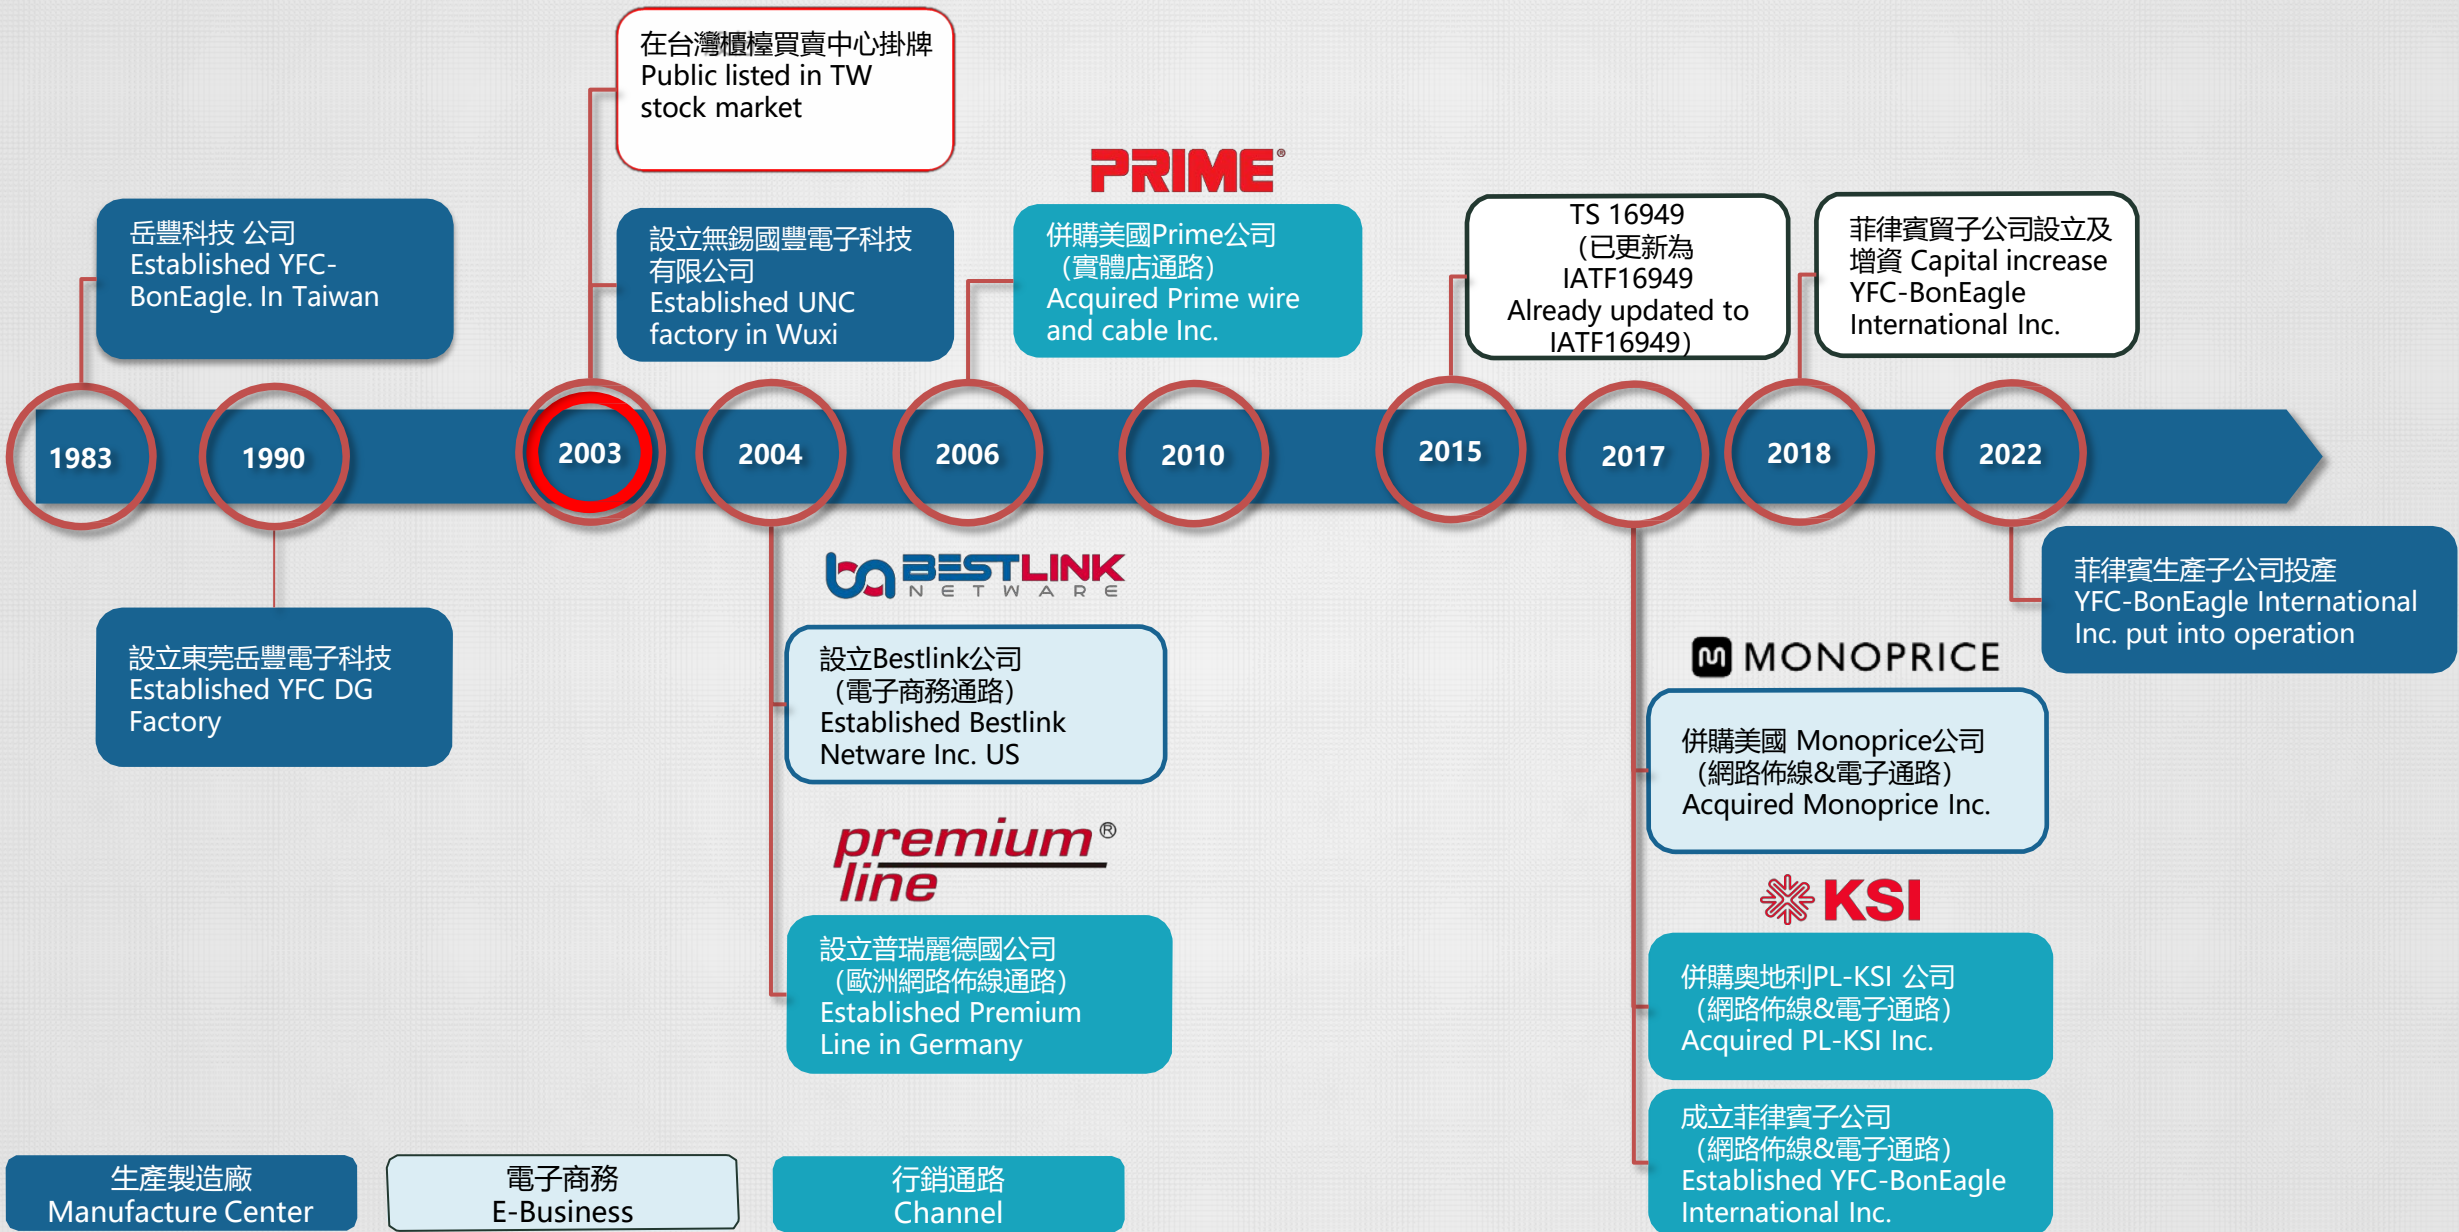 在台灣櫃檯買賣中心掛牌
Public listed in TW
stock market
岳豐科技 公司
Established YFC-
BonEagle. In Taiwan
設立無錫國豐電子科技
有限公司
Established UNC
factory in Wuxi
PRIME®
併購美國Prime公司
（實體店通路）
Acquired Prime wire
and cable Inc.
TS 16949
（已更新為
IATF16949
Already updated to
IATF16949）
菲律賓貿子公司設立及
增資 Capital increase
YFC-BonEagle
International Inc.
1983
1990
2003
2004
2006
2010
2015
2017
2018
2022
設立東莞岳豐電子科技
Established YFC DG
Factory
BESTLINK
NETWARE
設立Bestlink公司
（電子商務通路）
Established Bestlink
Netware Inc. US
premium®
line
設立普瑞麗德國公司
（歐洲網路佈線通路）
Established Premium
Line in Germany
MONOPRICE
併購美國 Monoprice公司
（網路佈線&電子通路）
Acquired Monoprice Inc.
KSI
併購奧地利PL-KSI 公司
（網路佈線&電子通路）
Acquired PL-KSI Inc.
成立菲律賓子公司
（網路佈線&電子通路）
Established YFC-BonEagle
International Inc.
菲律賓生產子公司投產
YFC-BonEagle International
Inc. put into operation
生產製造廠
Manufacture Center
電子商務
E-Business
行銷通路
Channel